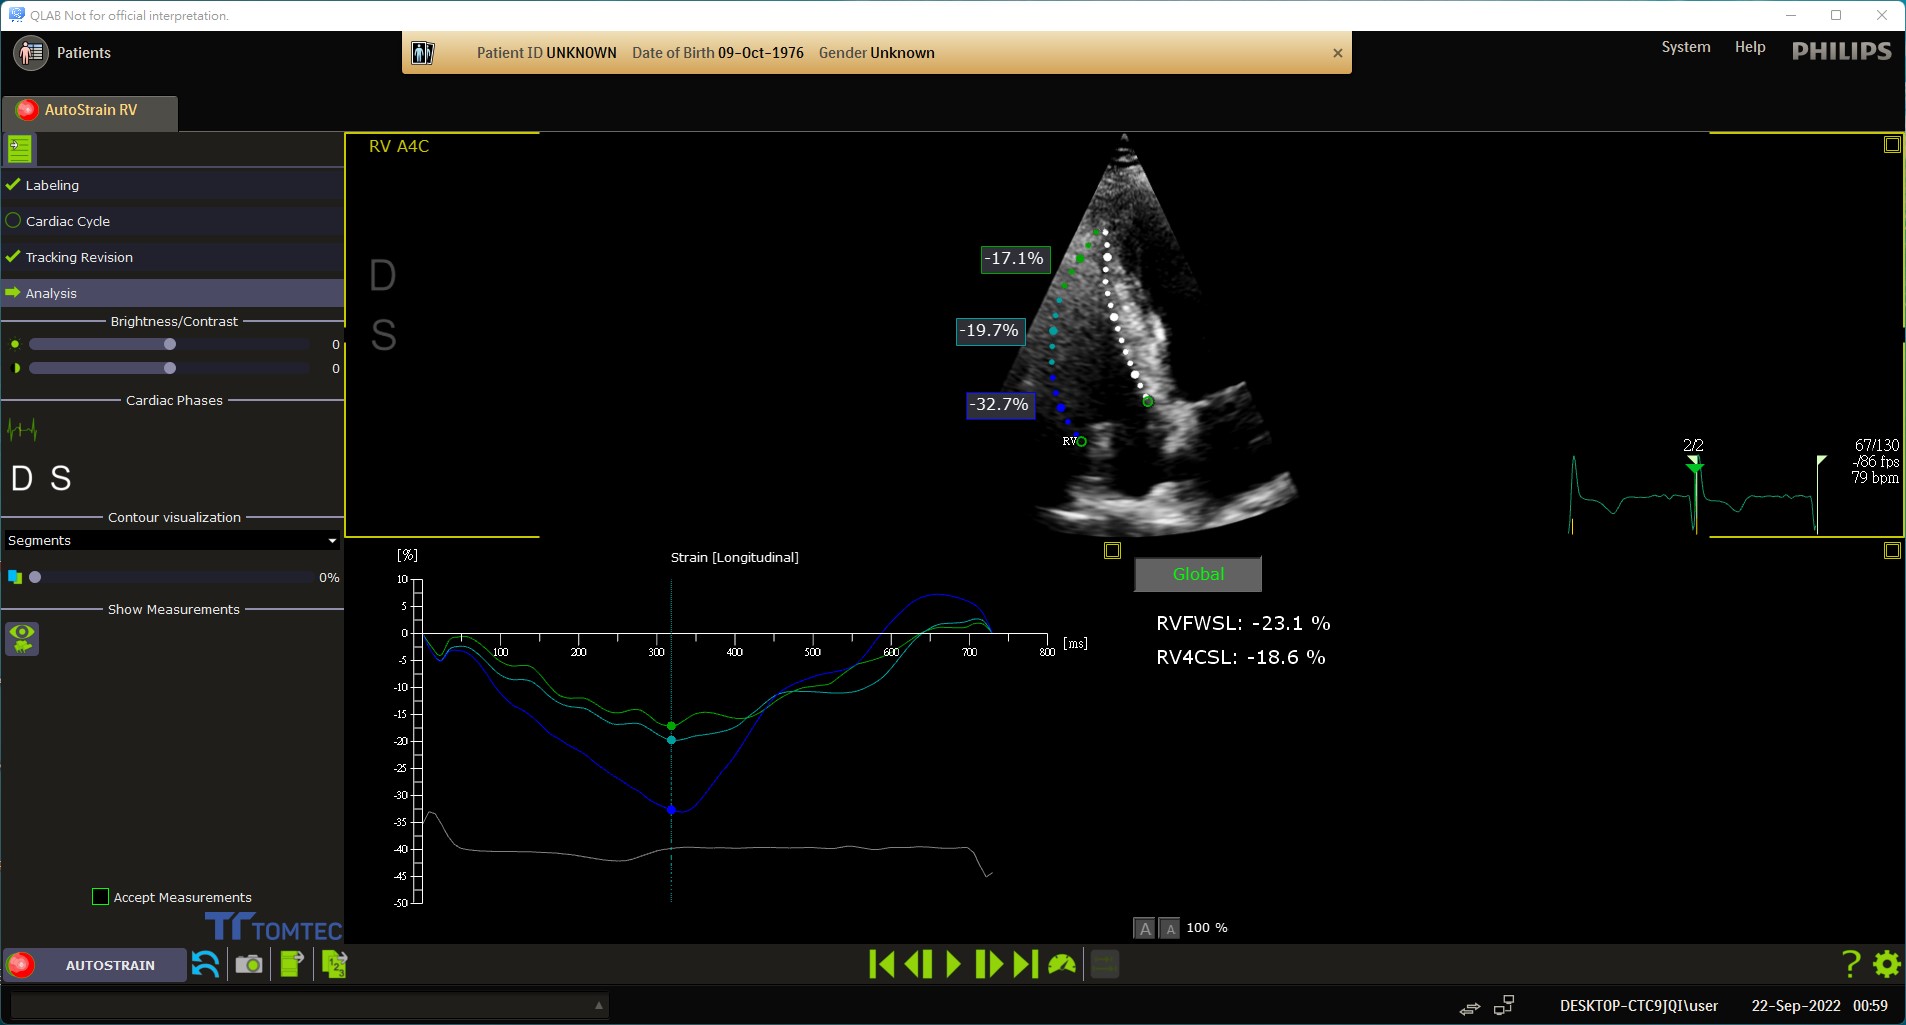 QLAB Not for official interpretation.
Patients
Patient ID UNKNOWN Date of Birth 09-Oct-1976 Gender Unknown
System Help PHILIPS
AutoStrain RV
Labeling
Cardiac Cycle
Tracking Revision
Analysis
Brightness/Contrast
0
0
Cardiac Phases
D S
Contour visualization
Segments
0%
Show Measurements
Accept Measurements
TOMTEC
RV A4C
D
S
-17.1%
-19.7%
-32.7%
RV
2/2
67/130
-/86 fps
79 bpm
[%]
Strain [Longitudinal]
10
5
0
-5
-10
-15
-20
-25
-30
-35
-40
-45
-50
100 200 300 400 500 600 700 800 [ms]
Global
RVFWSL: -23.1 %
RV4CSL: -18.6 %
A A 100 %
AUTOSTRAIN
1 2 3
?
DESKTOP-CTC9JQI\user 22-Sep-2022 00:59